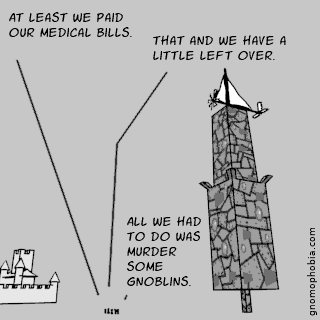 AT LEAST WE PAID
OUR MEDICAL BILLS.
THAT AND WE HAVE A
LITTLE LEFT OVER.
ALL WE HAD
TO DO WAS
MURDER
SOME
GNOBLINS.
gnomophobia.com